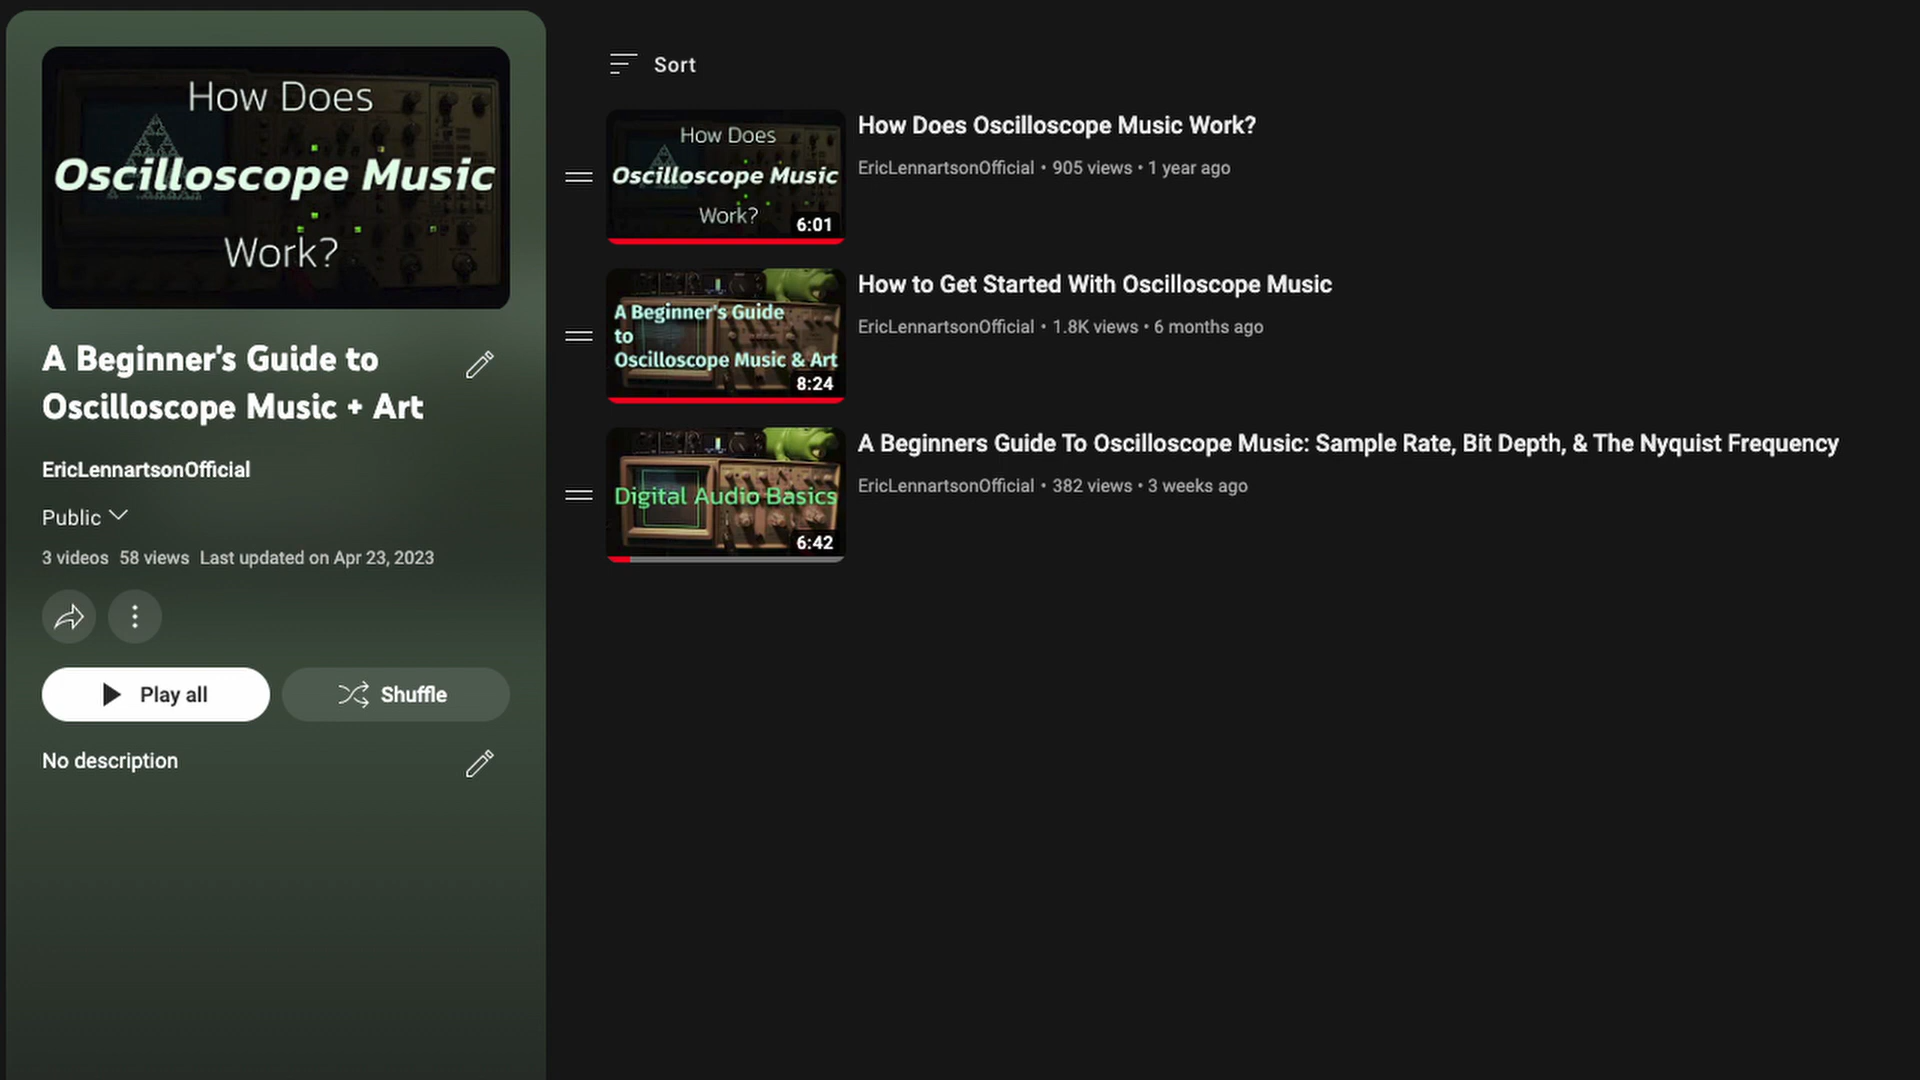 How Does
Oscilloscope Music
Work?
A Beginner's Guide to
Oscilloscope Music + Art
EricLennartsonOfficial
Public
3 videos 58 views Last updated on Apr 23, 2023
Play all
Shuffle
No description
Sort
How Does
Oscilloscope Music
Work?
6:01
How Does Oscilloscope Music Work?
EricLennartsonOfficial • 905 views • 1 year ago
A Beginner's Guide
to
Oscilloscope Music & Art
8:24
How to Get Started With Oscilloscope Music
EricLennartsonOfficial • 1.8K views • 6 months ago
Digital Audio Basics
6:42
A Beginners Guide To Oscilloscope Music: Sample Rate, Bit Depth, & The Nyquist Frequency
EricLennartsonOfficial • 382 views • 3 weeks ago